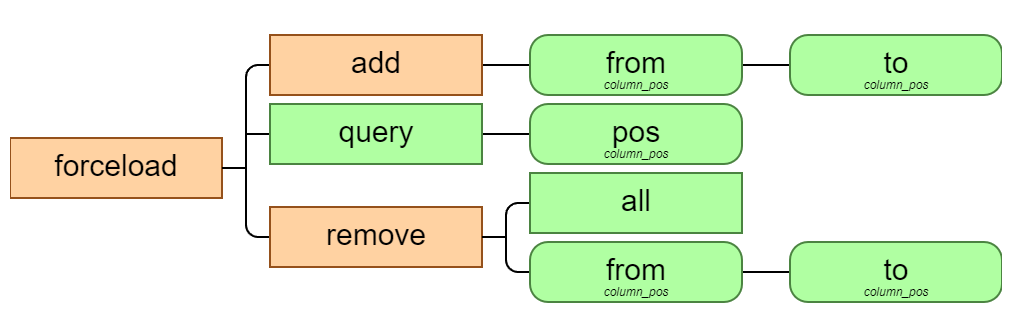 add
from
column_pos
to
column_pos
query
pos
column_pos
forceload
all
remove
from
column_pos
to
column_pos